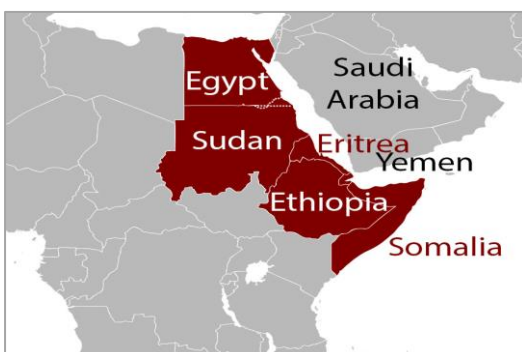 Egypt
Saudi
Arabia
Sudan
Eritrea
Yemen
Ethiopia
Somalia